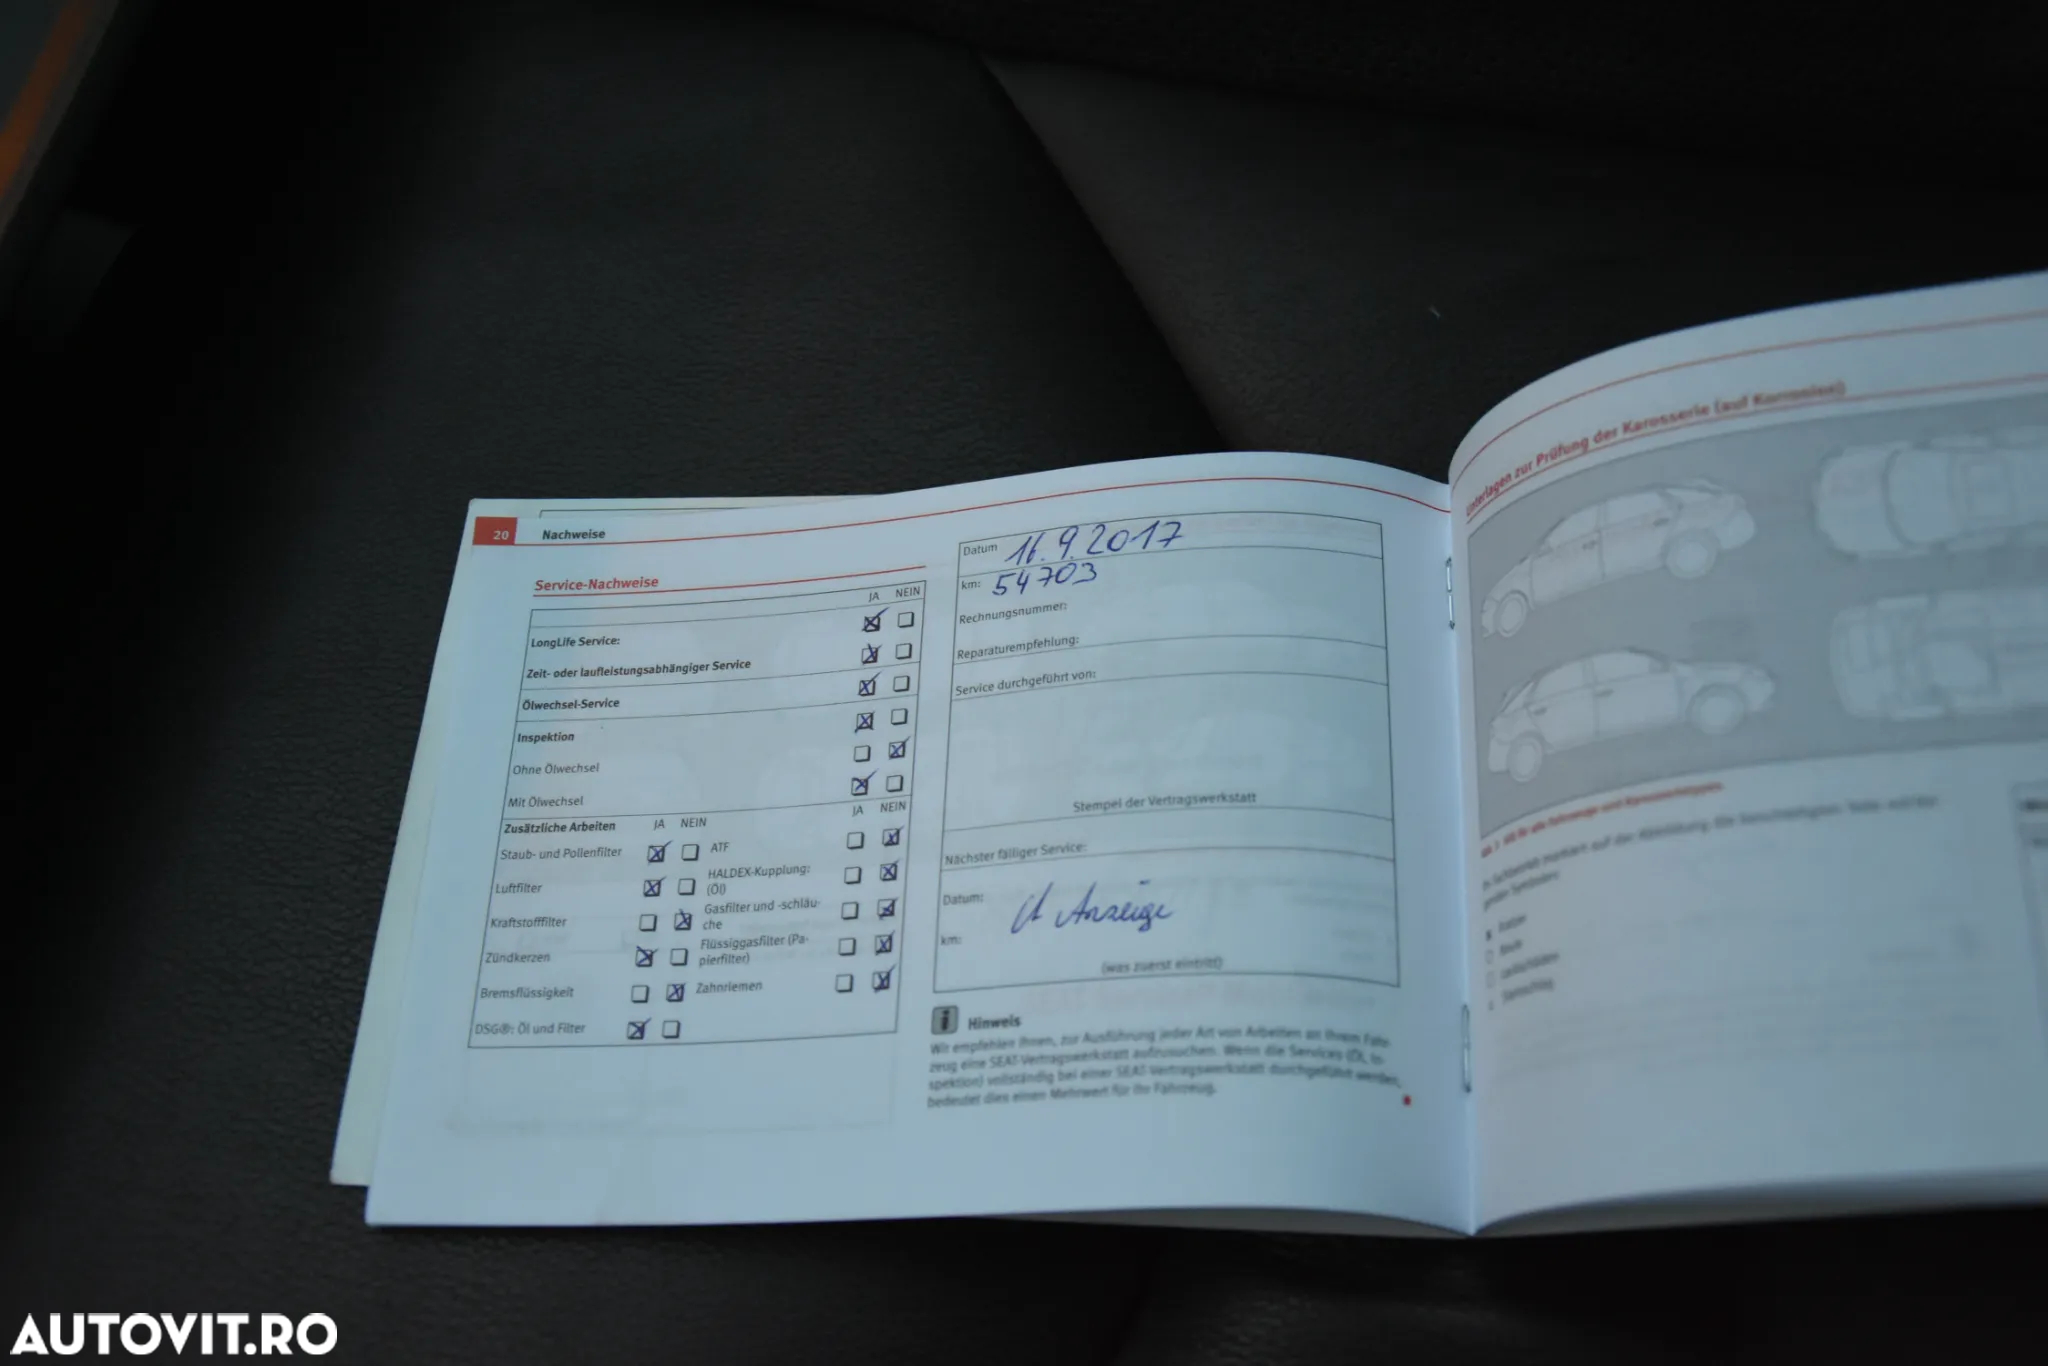 20 Nachweise
Service-Nachweise
JA NEIN
LongLife Service:
Zeit- oder laufleistungsabhängiger Service
Ölwechsel-Service
Inspektion
Ohne Ölwechsel
Mit Ölwechsel
Zusätzliche Arbeiten JA NEIN JA NEIN
Staub- und Pollenfilter ATF
Luftfilter HALDEX-Kupplung:
(Öl)
Kraftstofffilter Gasfilter und -schläu-
che
Zündkerzen Flüssiggasfilter (Pa-
pierfilter)
Bremsflüssigkeit Zahnriemen
DSG®: Öl und Filter
Datum 16.9.2017
km: 54703
Rechnungsnummer:
Reparaturempfehlung:
Service durchgeführt von:
Stempel der Vertragswerkstatt
Nächster fälliger Service:
Datum:
Anzeige
km:
(was zuerst eintritt)
i Hinweis
Wir empfehlen Ihnen, zur Ausführung jeder Art von Arbeiten an Ihrem Fahr-
zeug eine SEAT-Vertragswerkstatt aufzusuchen. Wenn die Services (Öl, In-
spektion) vollständig bei einer SEAT-Vertragswerkstatt durchgeführt werden,
bedeutet dies einen Mehrwert für Ihr Fahrzeug.
Unterlagen zur Prüfung der Karosserie (auf Korrosion)
AUTOVIT.RO